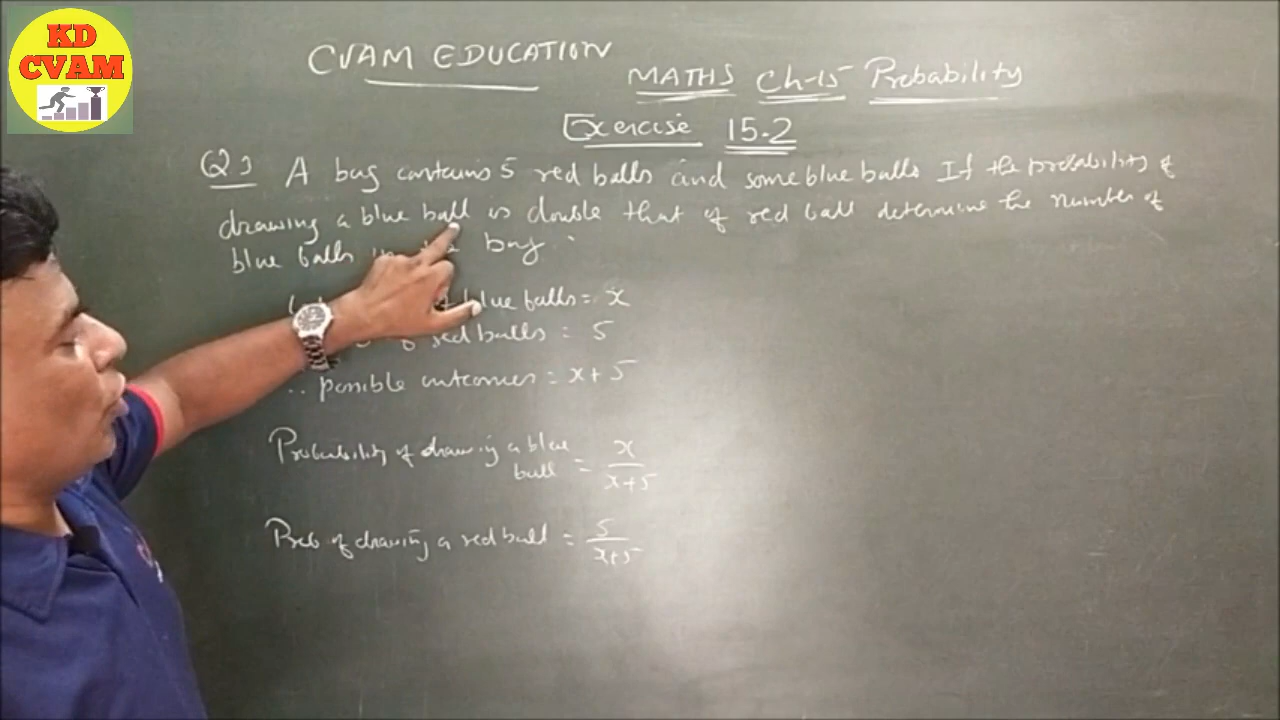 KD
CVAM
CVAM EDUCATION
MATHS Ch-15 Probability
Exercise 15.2
Q3 A bag contains 5 red balls and some blue balls If the probability of
drawing a blue ball is double that of red ball determine the number of
blue balls in bag.
blue balls = x
red balls = 5
∴ possible outcomes = x+5
Probability of drawing a blue
ball = x/x+5
Prob of drawing a red ball = 5/x+5